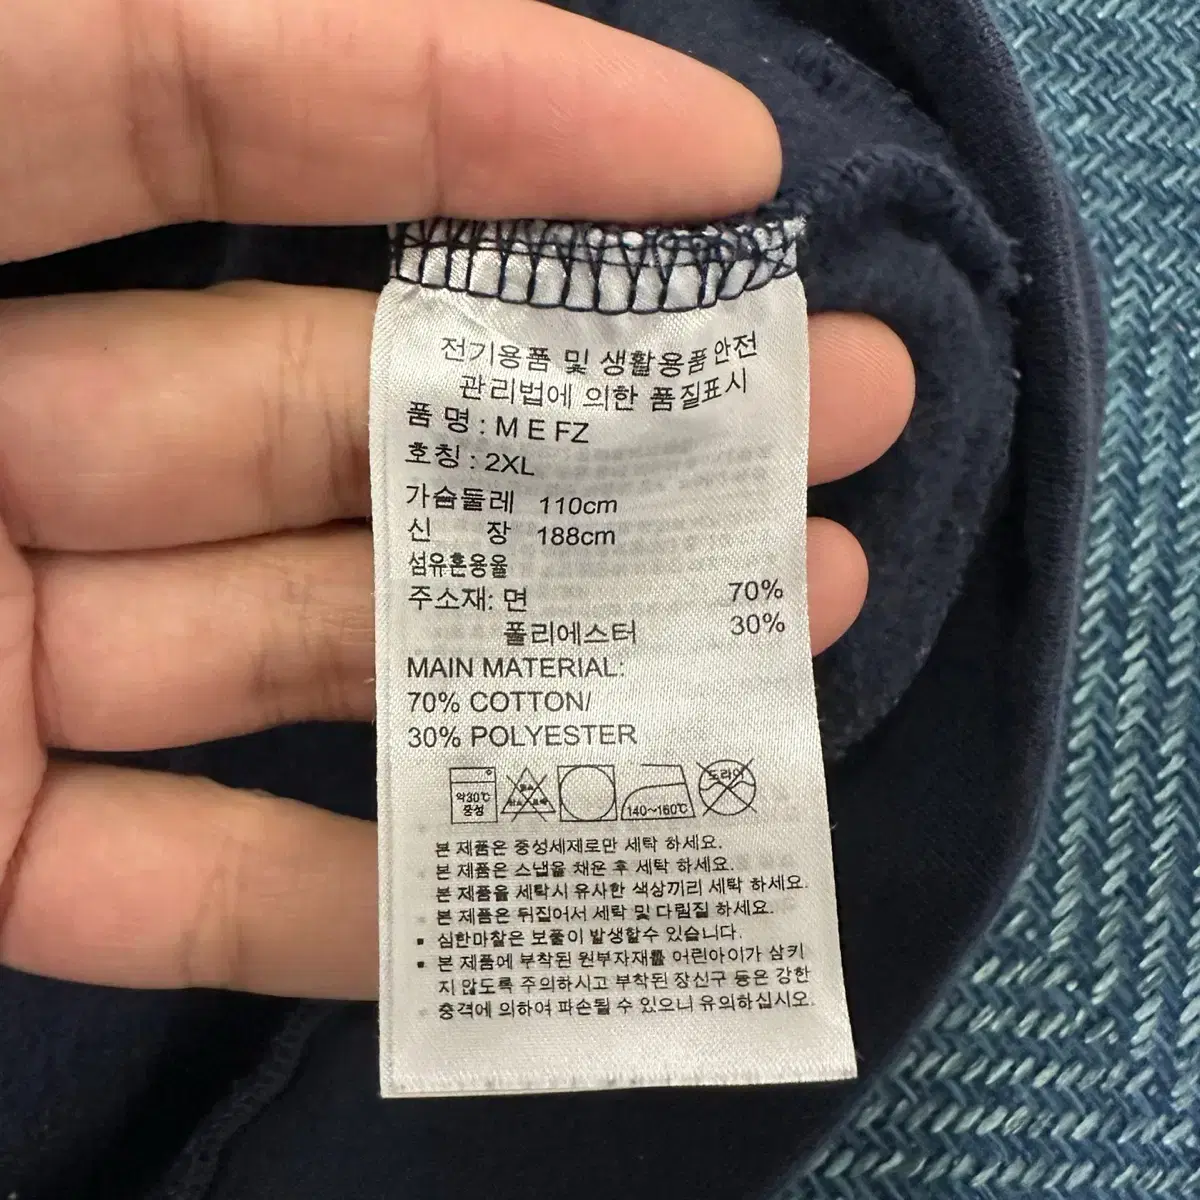 전기용품 및 생활용품안전
관리법에 의한 품질표시
품 명 : M E FZ
호칭 : 2XL
가슴둘레 110cm
신 장 188cm
섬유혼용율
주소재: 면 70%
폴리에스터 30%
MAIN MATERIAL:
70% COTTON/
30% POLYESTER
약30℃
중성
140~160℃
드라이
본 제품은 중성세제로만 세탁 하세요.
본 제품은 스냅을 채운 후 세탁 하세요.
본 제품을 세탁시 유사한 색상끼리 세탁 하세요.
본 제품은 뒤집어서 세탁 및 다림질 하세요.
▪ 심한마찰은 보풀이 발생할수 있습니다.
▪ 본 제품에 부착된 원부자재를 어린아이가 삼키
지 않도록 주의하시고 부착된 장신구 등은 강한
충격에 의하여 파손될 수 있으니 유의하십시오.